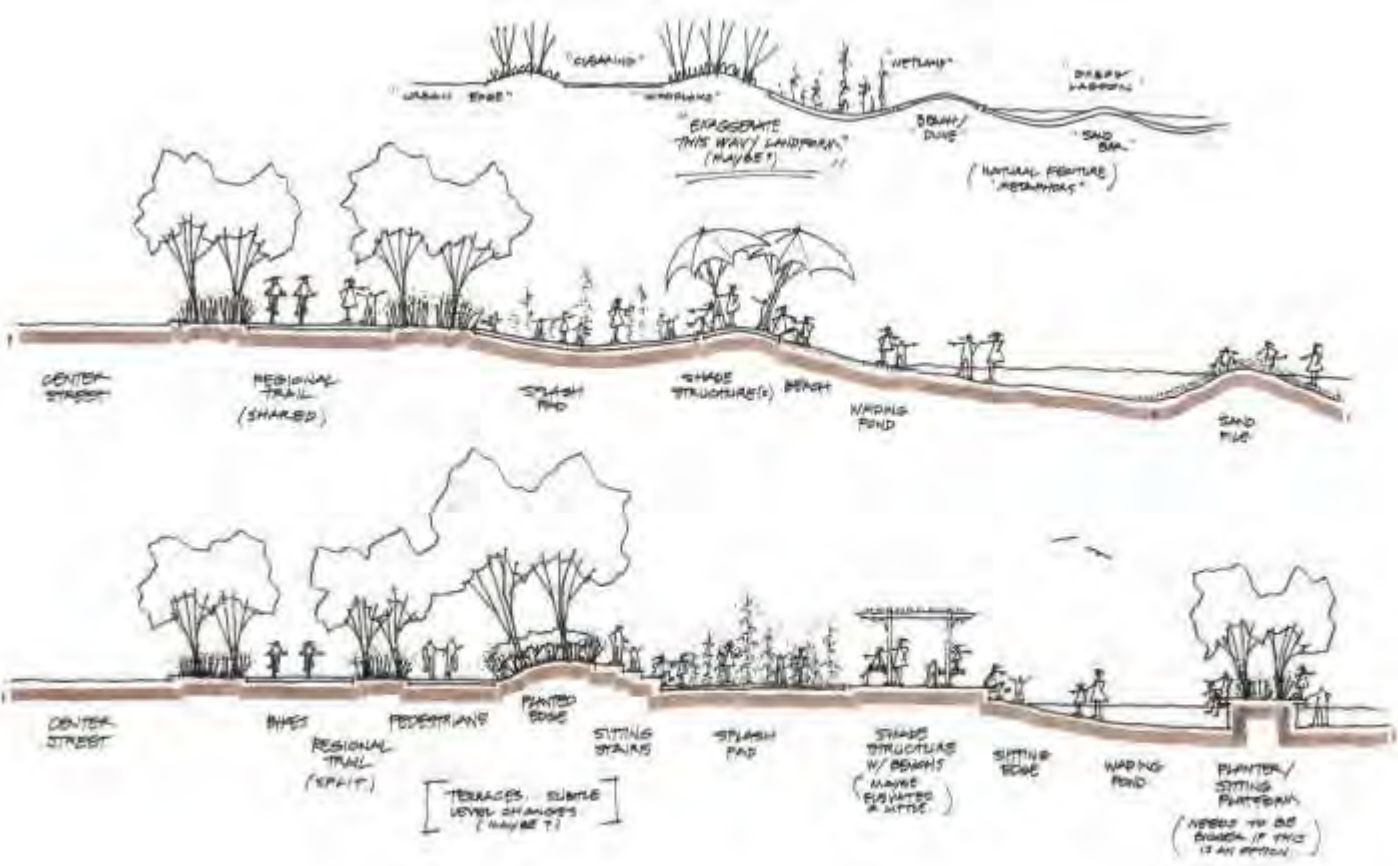 "CLEARING"
"WETLAND"
"URBAN EDGE"
"WOODLAND"
LAGOON"
"EXAGGERATE
THIS WAVY LANDFORM"
(MAYBE?)
BEACH/
DUNE"
"SAND
BAR"
(NATURAL FEATURE
"METAPHORS")
CENTER
STREET
REGIONAL
TRAIL
(SHARED)
SPLASH
PAD
SHADE
STRUCTURE(S)
BEACH
WADING
POND
SAND
PILE
CENTER
STREET
BIKES
PEDESTRIANS
REGIONAL
TRAIL
(SPLIT)
PLANTED
EDGE
SITTING
STAIRS
[TERRACES, SUBTLE
LEVEL CHANGES
(MAYBE?)]
SPLASH
PAD
SHADE
STRUCTURE
W/ BENCHES
(MAYBE
ELEVATED
A LITTLE)
SITTING
EDGE
WADING
POND
PLANTER/
SITTING
PLATFORM
(NEEDS TO BE
BIGGER IF THIS
IS AN OPTION)